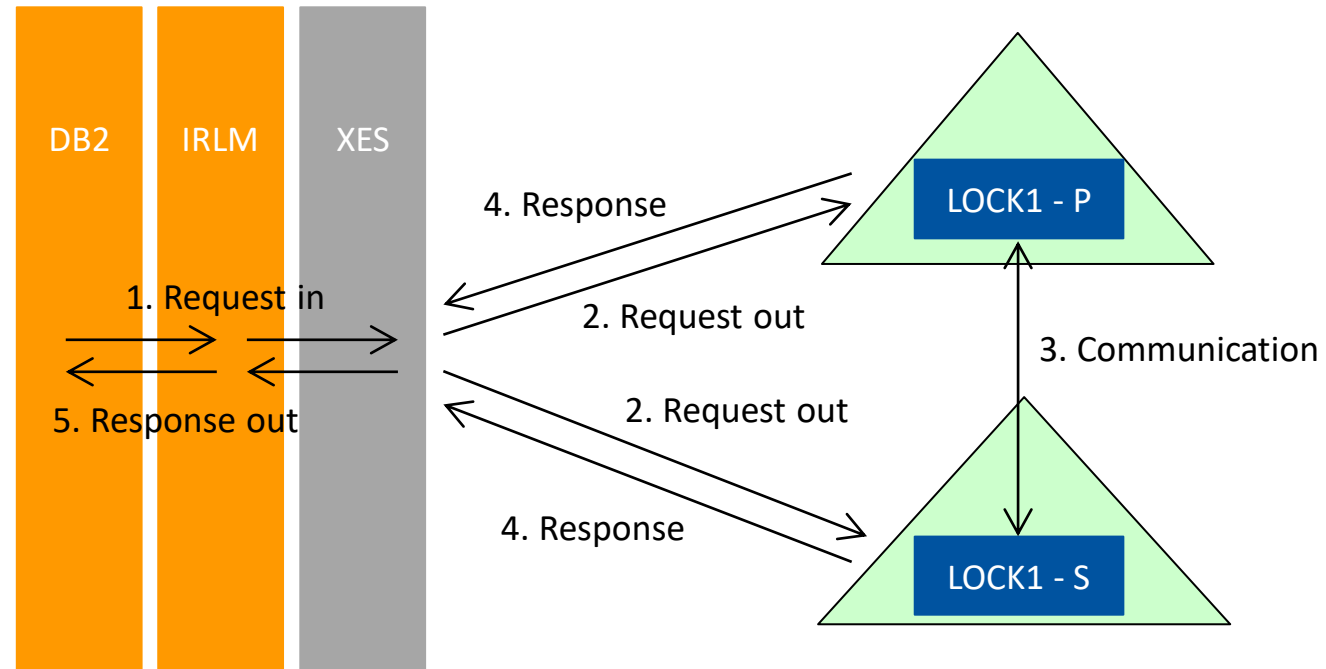 DB2
IRLM
XES
LOCK1 - P
4. Response
1. Request in
2. Request out
3. Communication
5. Response out
2. Request out
4. Response
LOCK1 - S